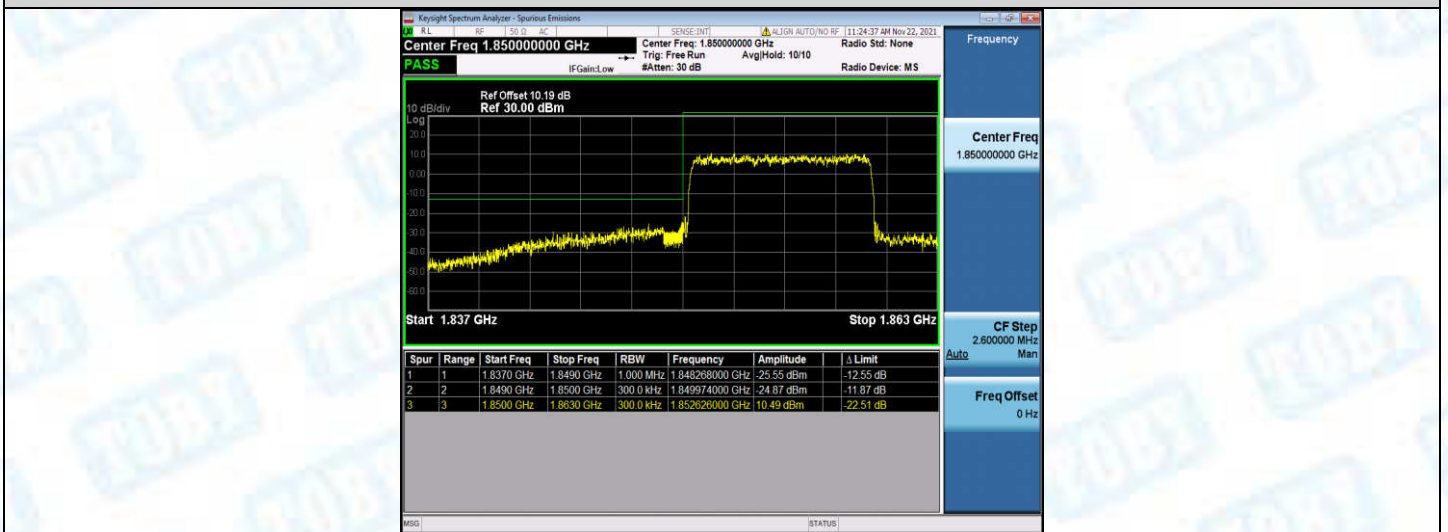 Keysight Spectrum Analyzer - Spurious Emissions
RL RF 50 Ω AC SENSE:INT ALIGN AUTO/NO RF 11:24:37 AM Nov 22, 2021
Center Freq 1.850000000 GHz Center Freq: 1.850000000 GHz Radio Std: None
Trig: Free Run Avg|Hold: 10/10
PASS IFGain:Low #Atten: 30 dB Radio Device: MS
Frequency
Ref Offset 10.19 dB
10 dB/div Ref 30.00 dBm
Log
20.0
10.0
0.00
-10.0
-20.0
-30.0
-40.0
-50.0
-60.0
Start 1.837 GHz Stop 1.863 GHz
Center Freq
1.850000000 GHz
CF Step
2.600000 MHz
Auto Man
Freq Offset
0 Hz
Spur Range Start Freq Stop Freq RBW Frequency Amplitude Δ Limit
1 1 1.8370 GHz 1.8490 GHz 1.000 MHz 1.848268000 GHz -25.55 dBm -12.55 dB
2 2 1.8490 GHz 1.8500 GHz 300.0 kHz 1.849974000 GHz -24.87 dBm -11.87 dB
3 3 1.8500 GHz 1.8630 GHz 300.0 kHz 1.852626000 GHz 10.49 dBm -22.51 dB
MSG STATUS